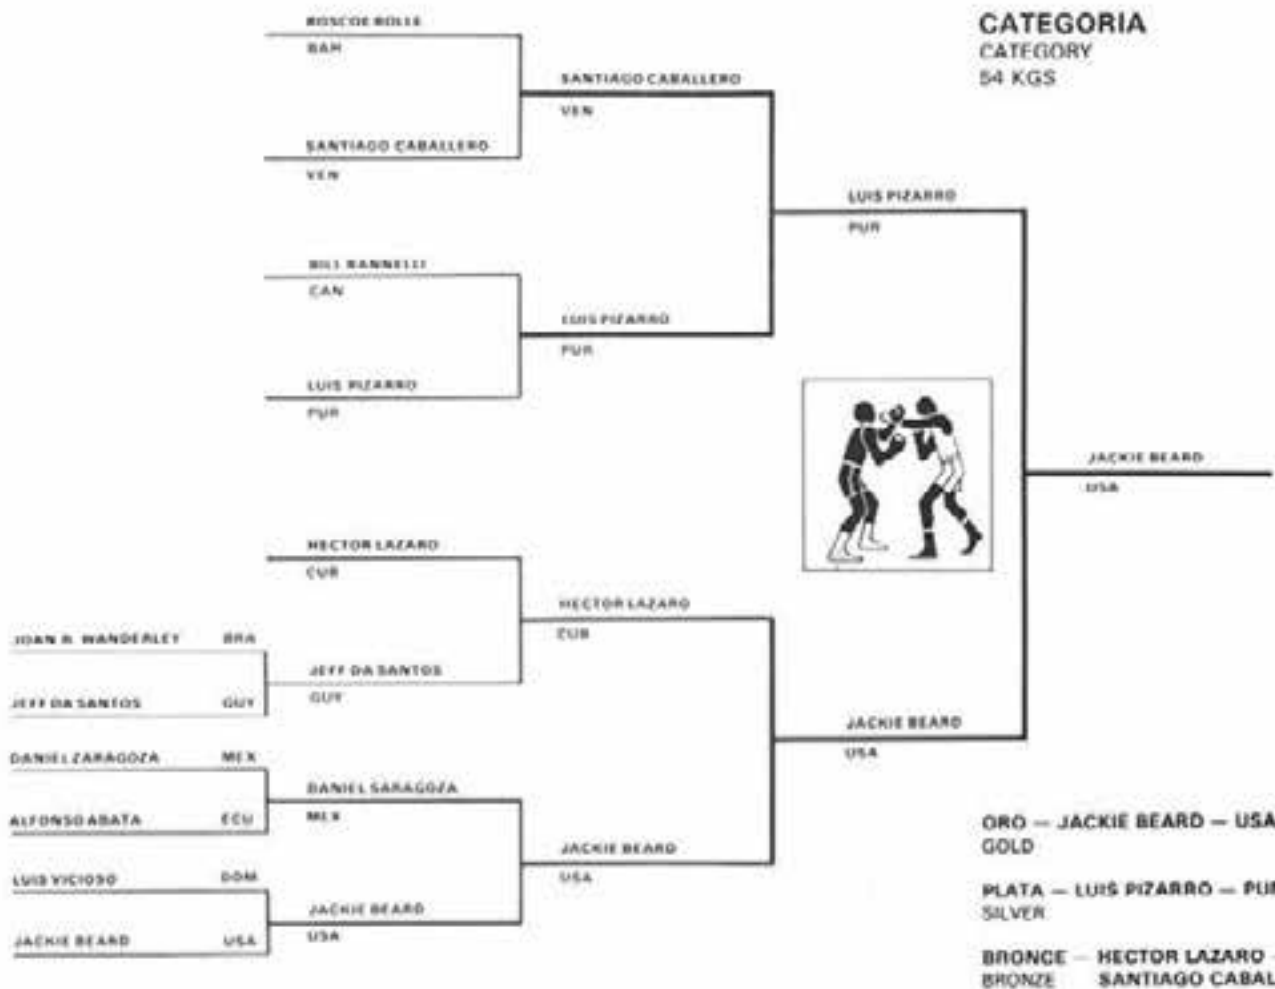 CATEGORIA
CATEGORY
54 KGS
ROSCOE ROLLE
BAH
SANTIAGO CABALLERO
VEN
SANTIAGO CABALLERO
VEN
LUIS PIZARRO
PUR
BILL RANNELLI
CAN
LUIS PIZARRO
PUR
LUIS PIZARRO
PUR
JACKIE BEARD
USA
HECTOR LAZARO
CUB
HECTOR LAZARO
CUB
JOAN R. WANDERLEY BRA
JEFF DA SANTOS
GUY
JEFF DA SANTOS GUY
JACKIE BEARD
USA
DANIEL ZARAGOZA MEX
DANIEL SARAGOZA
MEX
ALFONSO ABATA ECU
JACKIE BEARD
USA
LUIS VICIOSO DOM
JACKIE BEARD
USA
JACKIE BEARD USA
ORO — JACKIE BEARD — USA
GOLD
PLATA — LUIS PIZARRO — PUR
SILVER
BRONCE — HECTOR LAZARO -
BRONZE SANTIAGO CABAL